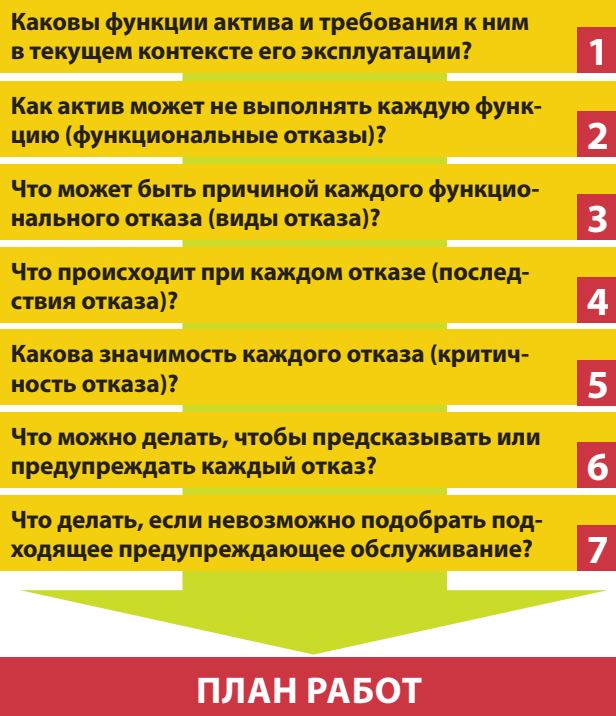 Каковы функции актива и требования к ним
в текущем контексте его эксплуатации?
1
Как актив может не выполнять каждую функ-
цию (функциональные отказы)?
2
Что может быть причиной каждого функцио-
нального отказа (виды отказа)?
3
Что происходит при каждом отказе (послед-
ствия отказа)?
4
Какова значимость каждого отказа (критич-
ность отказа)?
5
Что можно делать, чтобы предсказывать или
предупреждать каждый отказ?
6
Что делать, если невозможно подобрать под-
ходящее предупреждающее обслуживание?
7
ПЛАН РАБОТ